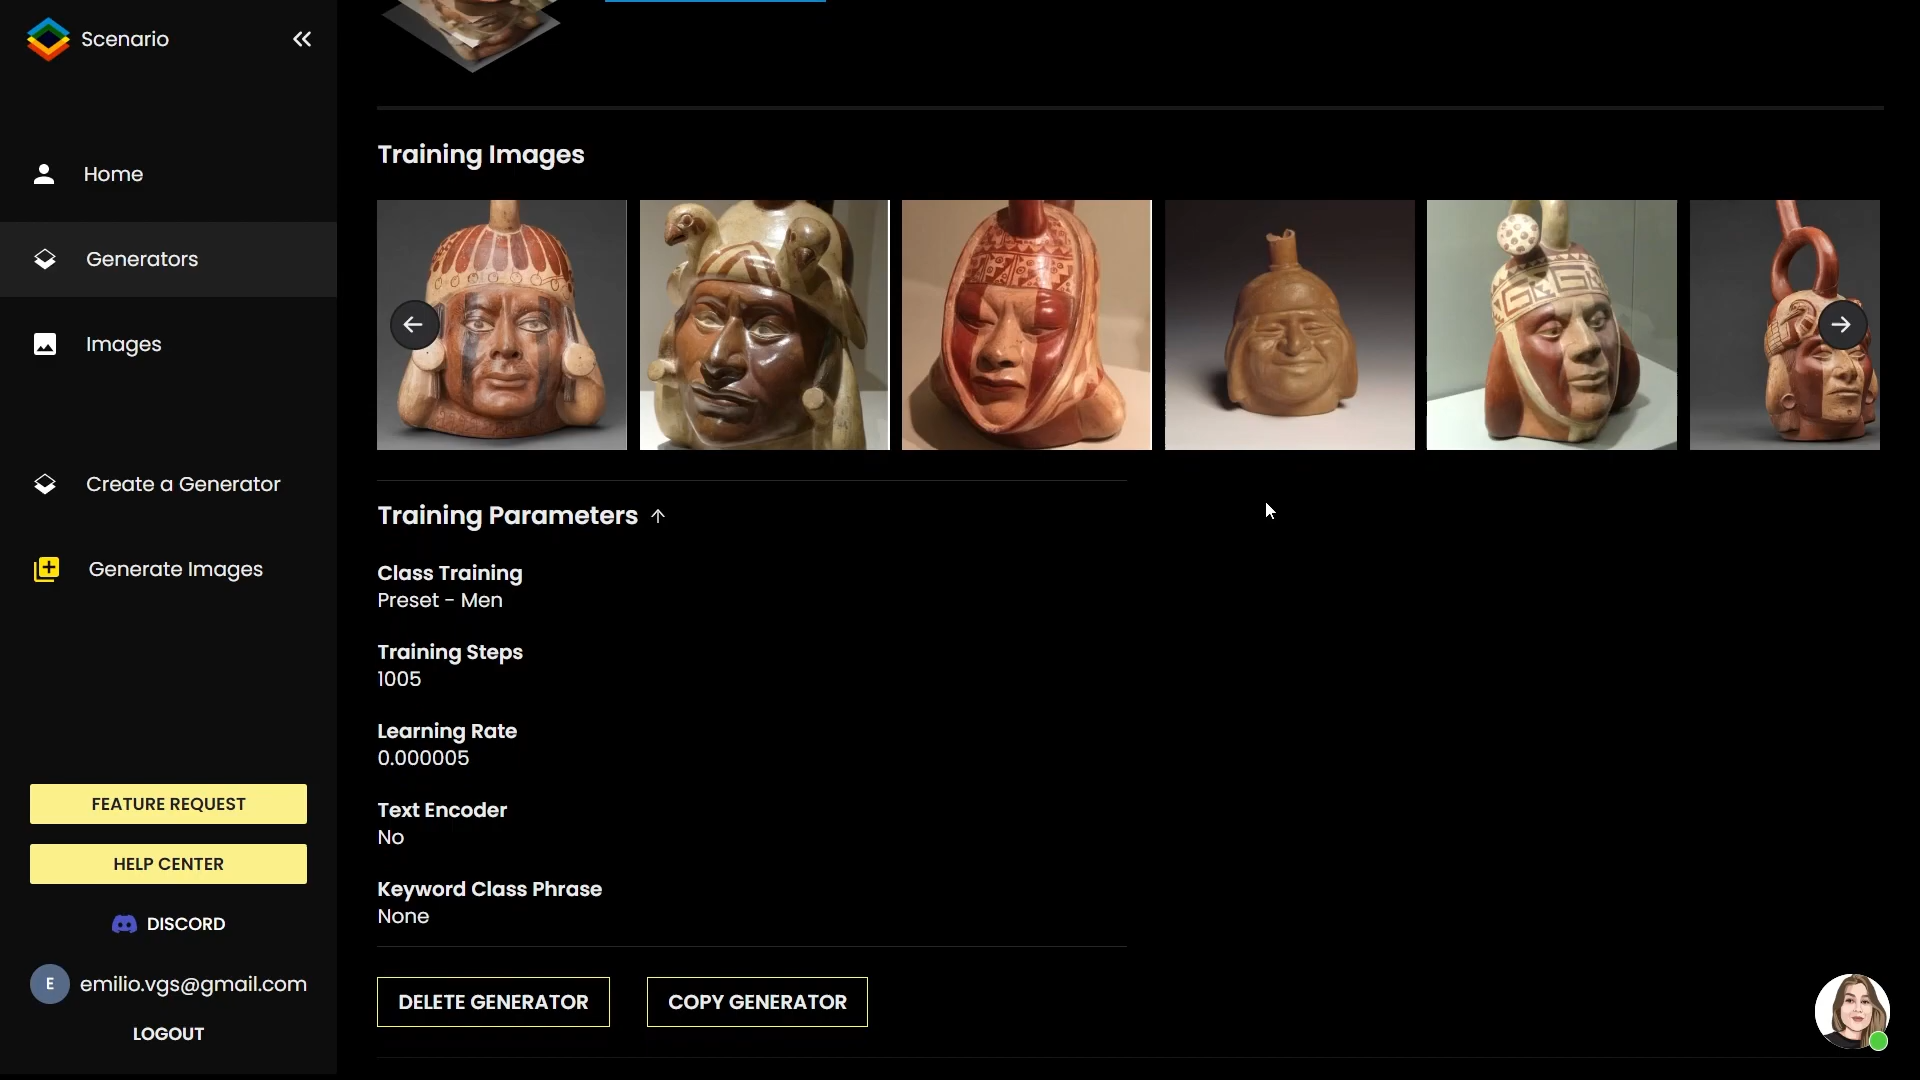 Scenario
Home
Generators
Images
Create a Generator
Generate Images
FEATURE REQUEST
HELP CENTER
DISCORD
E
emilio.vgs@gmail.com
LOGOUT
Training Images
Training Parameters
Class Training
Preset - Men
Training Steps
1005
Learning Rate
0.000005
Text Encoder
No
Keyword Class Phrase
None
DELETE GENERATOR
COPY GENERATOR